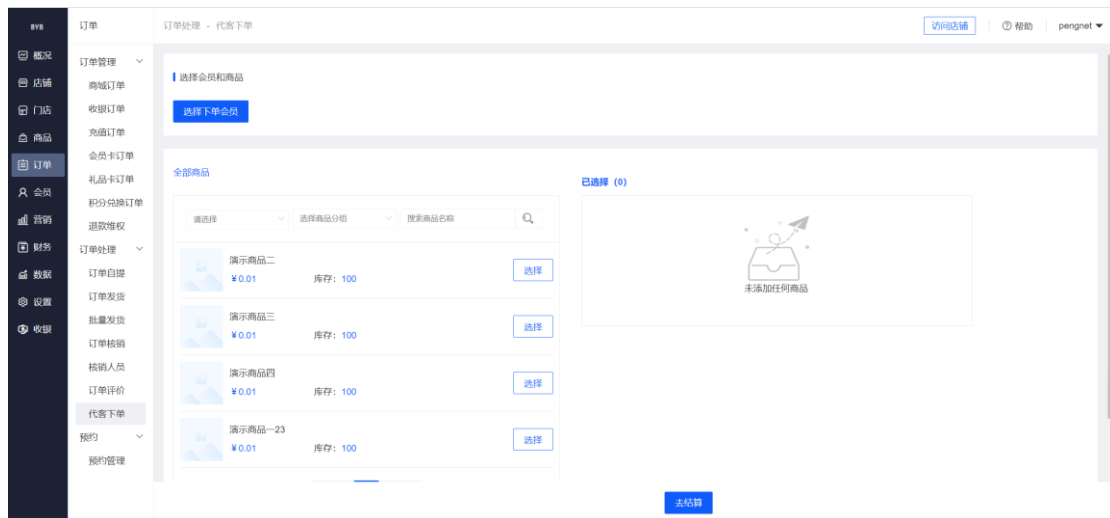 BYB
概况
店铺
门店
商品
订单
会员
营销
财务
数据
设置
收银
订单
订单管理
商城订单
收银订单
充值订单
会员卡订单
礼品卡订单
积分兑换订单
退款维权
订单处理
订单自提
订单发货
批量发货
订单核销
核销人员
订单评价
代客下单
预约
预约管理
订单处理 - 代客下单
访问店铺 帮助 pengnet
选择会员和商品
选择下单会员
全部商品
请选择 选择商品分组 搜索商品名称
演示商品二
¥0.01 库存：100 选择
演示商品三
¥0.01 库存：100 选择
演示商品四
¥0.01 库存：100 选择
演示商品一23
¥0.01 库存：100 选择
已选择（0）
未添加任何商品
去结算